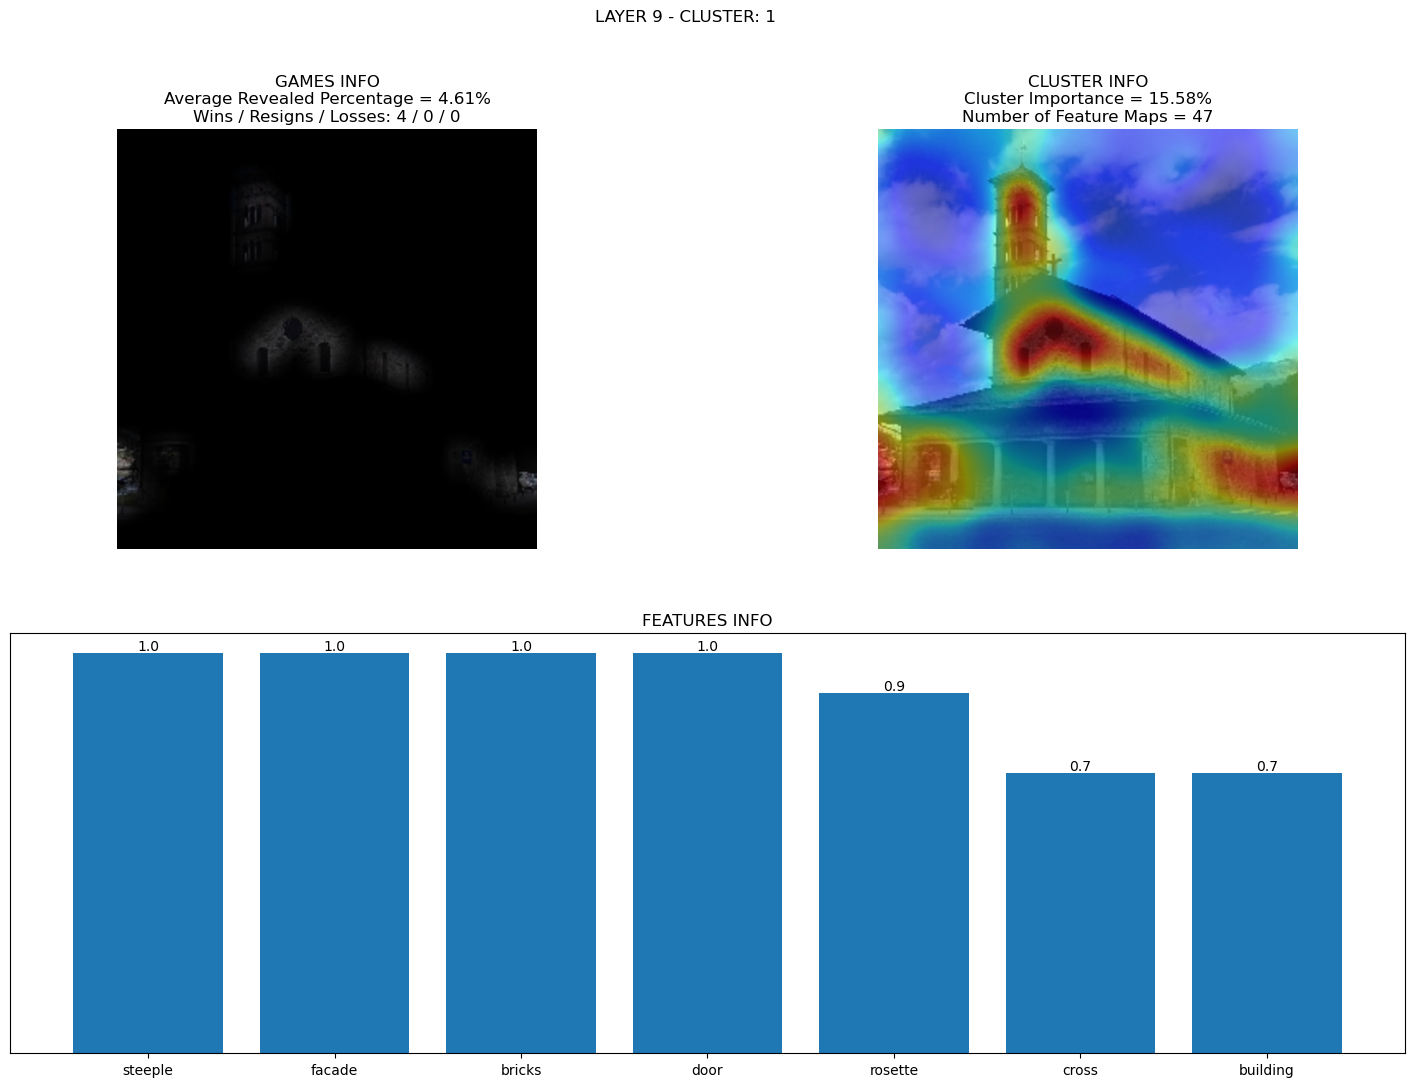 LAYER 9 - CLUSTER: 1
GAMES INFO
Average Revealed Percentage = 4.61%
Wins / Resigns / Losses: 4 / 0 / 0
CLUSTER INFO
Cluster Importance = 15.58%
Number of Feature Maps = 47
FEATURES INFO
1.0 1.0 1.0 1.0 0.9 0.7 0.7
steeple facade bricks door rosette cross building